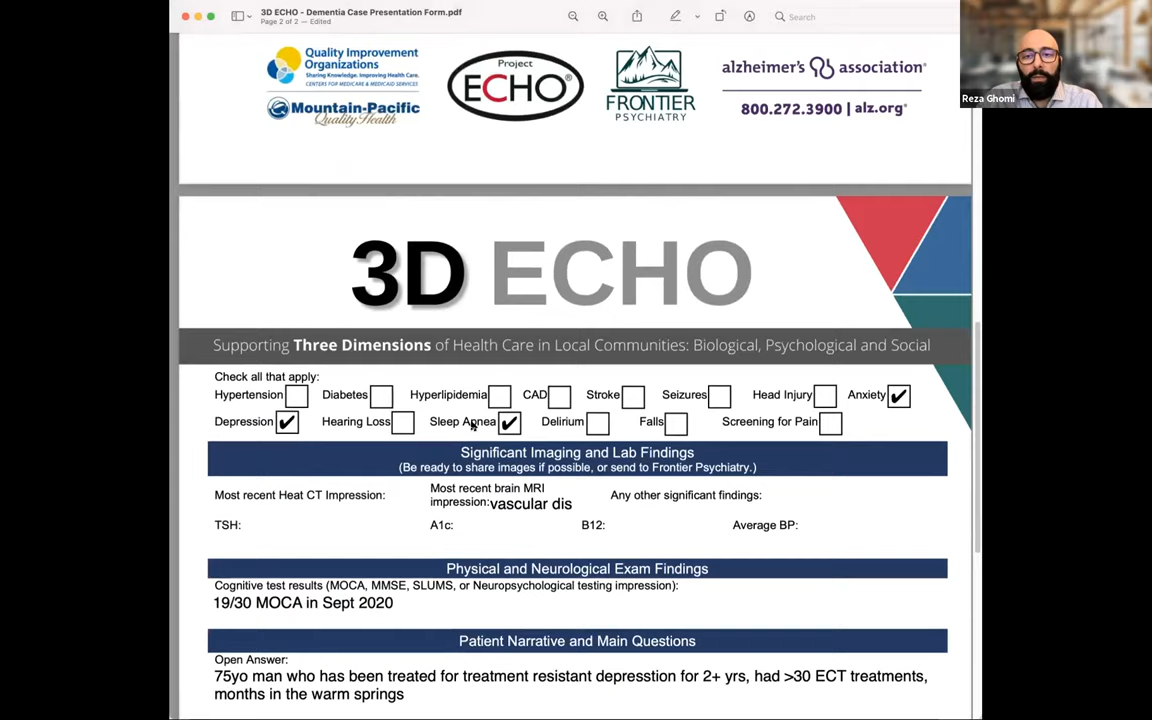 3D ECHO - Dementia Case Presentation Form.pdf
Page 2 of 2 — Edited
Search
Reza Ghomi
Quality Improvement
Organizations
Sharing Knowledge. Improving Health Care.
CENTERS FOR MEDICARE & MEDICAID SERVICES
Mountain-Pacific
Quality Health
Project
ECHO®
FRONTIER
PSYCHIATRY
alzheimer's association®
800.272.3900 | alz.org®
3D ECHO
Supporting Three Dimensions of Health Care in Local Communities: Biological, Psychological and Social
Check all that apply:
Hypertension Diabetes Hyperlipidemia CAD Stroke Seizures Head Injury Anxiety ✔
Depression ✔ Hearing Loss Sleep Apnea ✔ Delirium Falls Screening for Pain
Significant Imaging and Lab Findings
(Be ready to share images if possible, or send to Frontier Psychiatry.)
Most recent Heat CT Impression:
Most recent brain MRI
impression: vascular dis
Any other significant findings:
TSH: A1c: B12: Average BP:
Physical and Neurological Exam Findings
Cognitive test results (MOCA, MMSE, SLUMS, or Neuropsychological testing impression):
19/30 MOCA in Sept 2020
Patient Narrative and Main Questions
Open Answer:
75yo man who has been treated for treatment resistant depresstion for 2+ yrs, had >30 ECT treatments,
months in the warm springs